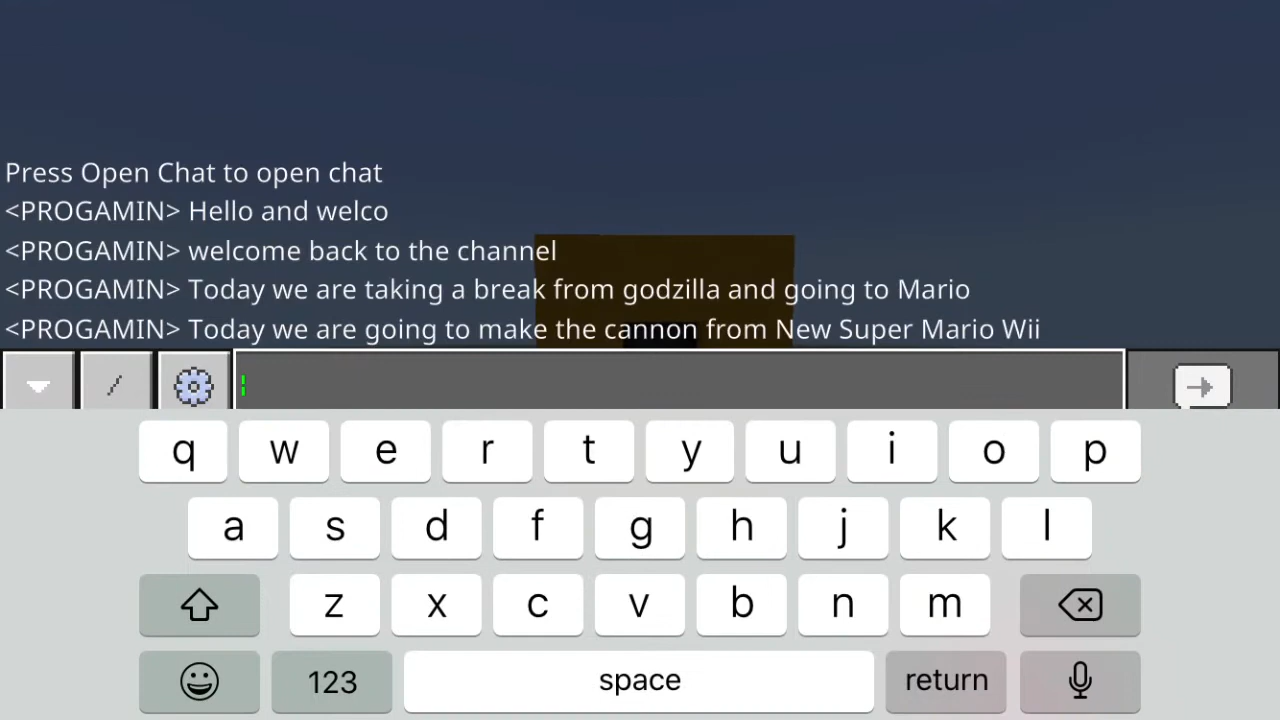 Press Open Chat to open chat
<PROGAMIN> Hello and welco
<PROGAMIN> welcome back to the channel
<PROGAMIN> Today we are taking a break from godzilla and going to Mario
<PROGAMIN> Today we are going to make the cannon from New Super Mario Wii
/
q w e r t y u i o p
a s d f g h j k l
z x c v b n m
123 space return